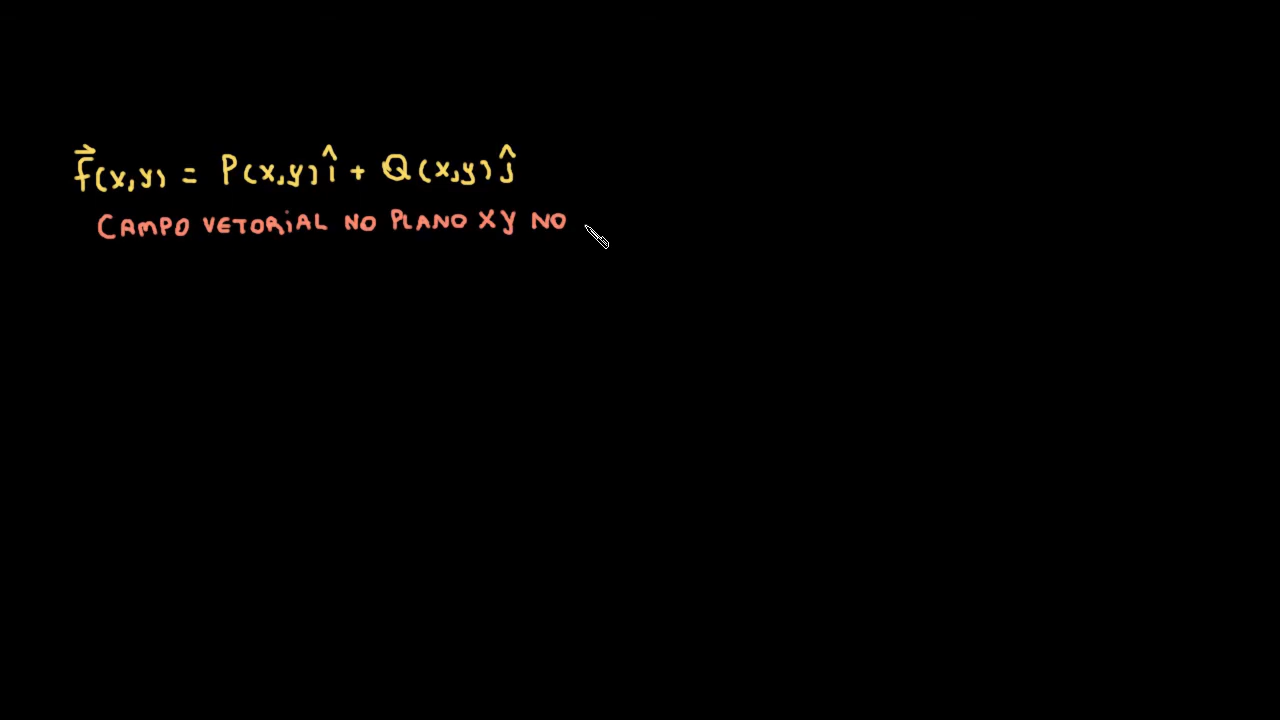 f⃗(x,y) = P(x,y) î + Q(x,y) ĵ
CAMPO VETORIAL NO PLANO XY NO